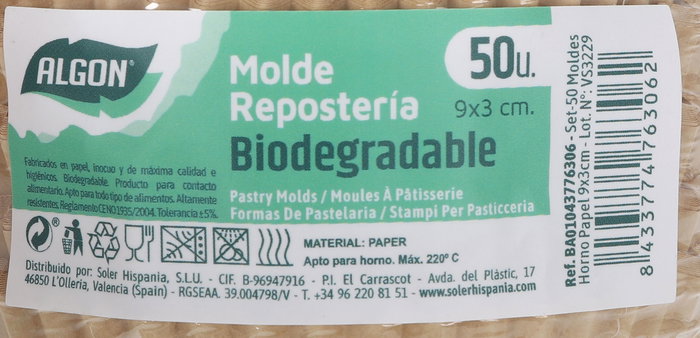 ALGON®
Molde
Repostería
Biodegradable
50u.
9x3 cm.
Fabricados en papel, inocuo y de máxima calidad e
higiénicos. Biodegradable. Producto para contacto
alimentario. Apto para todo tipo de alimentos. Altamente
resistentes. Reglamento CE NO 1935/2004. Tolerancia ±5%.
Pastry Molds / Moules À Pâtisserie
Formas De Pastelaria / Stampi Per Pasticceria
MATERIAL: PAPER
Apto para horno. Máx. 220º C
Distribuido por: Soler Hispania, S.L.U. - CIF. B-96947916 - P.I. El Carrascot - Avda. del Plàstic, 17
46850 L'Olleria, Valencia (Spain) - RGSEAA. 39.004798/V - T. +34 96 220 81 51 - www.solerhispania.com
Ref. BA01043776306 - Set-50 Moldes
Horno Papel 9x3cm - Lot. Nº: VS3229
8 433774 763062